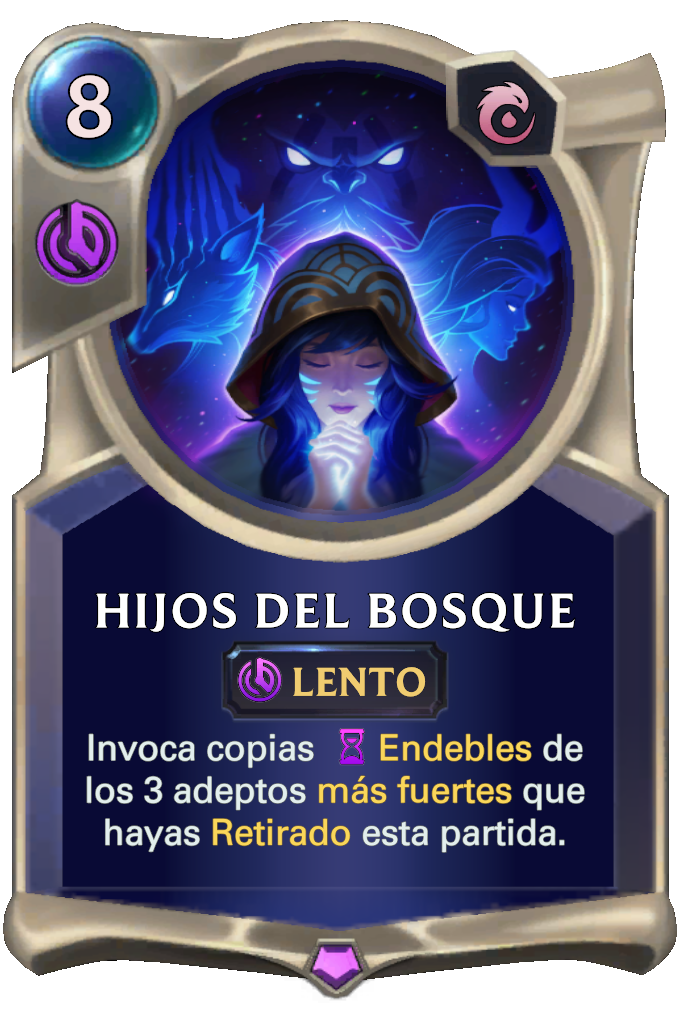 8
HIJOS DEL BOSQUE
LENTO
Invoca copias Endebles de
los 3 adeptos más fuertes que
hayas Retirado esta partida.